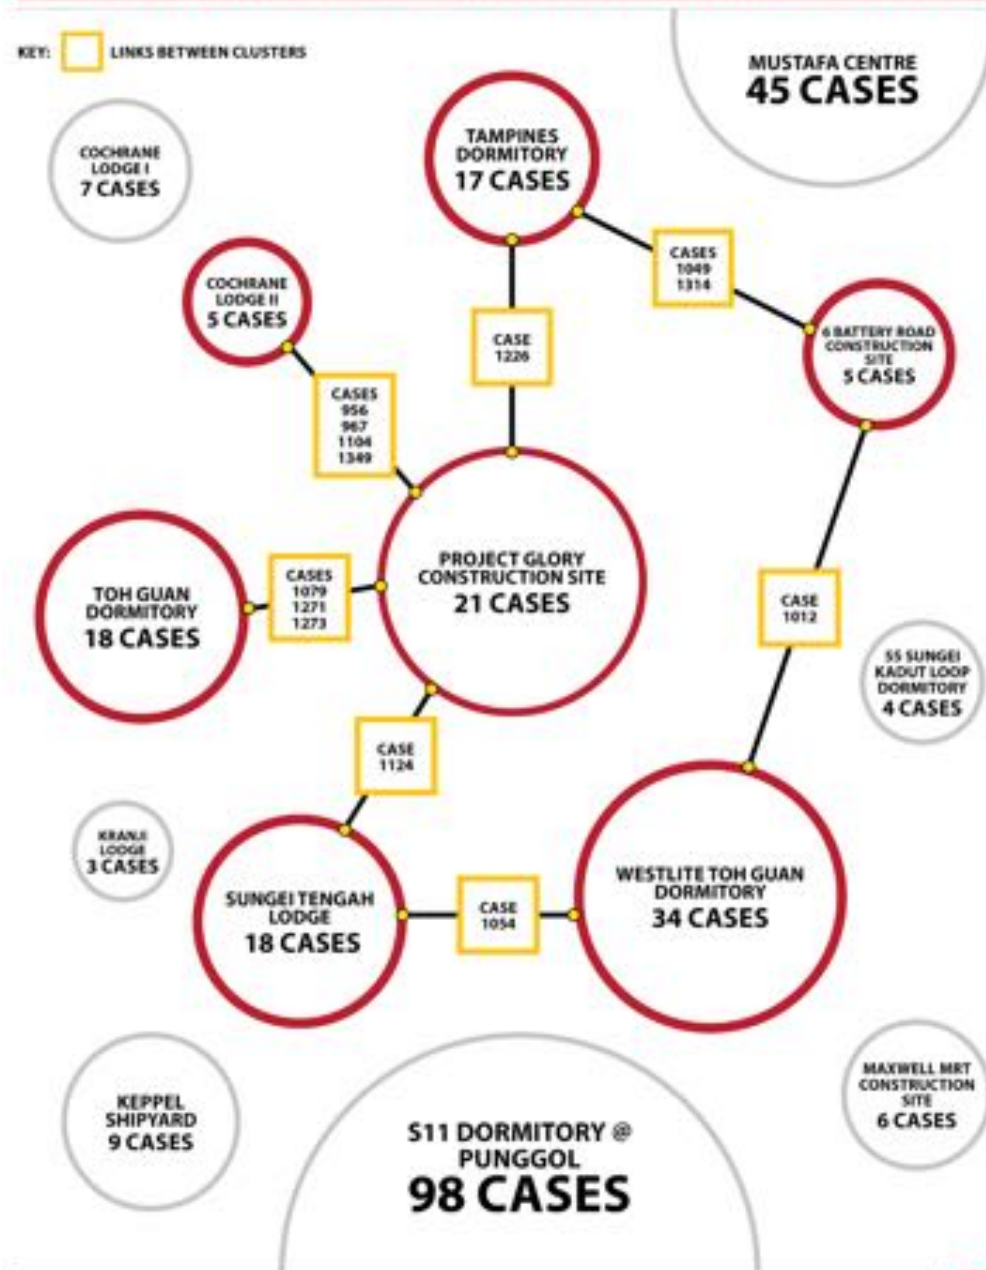 KEY:
LINKS BETWEEN CLUSTERS
MUSTAFA CENTRE
45 CASES
TAMPINES
DORMITORY
17 CASES
COCHRANE
LODGE I
7 CASES
CASES
1049
1314
COCHRANE
LODGE II
5 CASES
6 BATTERY ROAD
CONSTRUCTION
SITE
5 CASES
CASE
1226
CASES
956
967
1104
1349
PROJECT GLORY
CONSTRUCTION SITE
21 CASES
TOH GUAN
DORMITORY
18 CASES
CASES
1079
1271
1273
CASE
1012
55 SUNGEI
KADUT LOOP
DORMITORY
4 CASES
CASE
1124
KRANJI
LODGE
3 CASES
SUNGEI TENGAH
LODGE
18 CASES
CASE
1054
WESTLITE TOH GUAN
DORMITORY
34 CASES
KEPPEL
SHIPYARD
9 CASES
S11 DORMITORY @
PUNGGOL
98 CASES
MAXWELL MRT
CONSTRUCTION
SITE
6 CASES